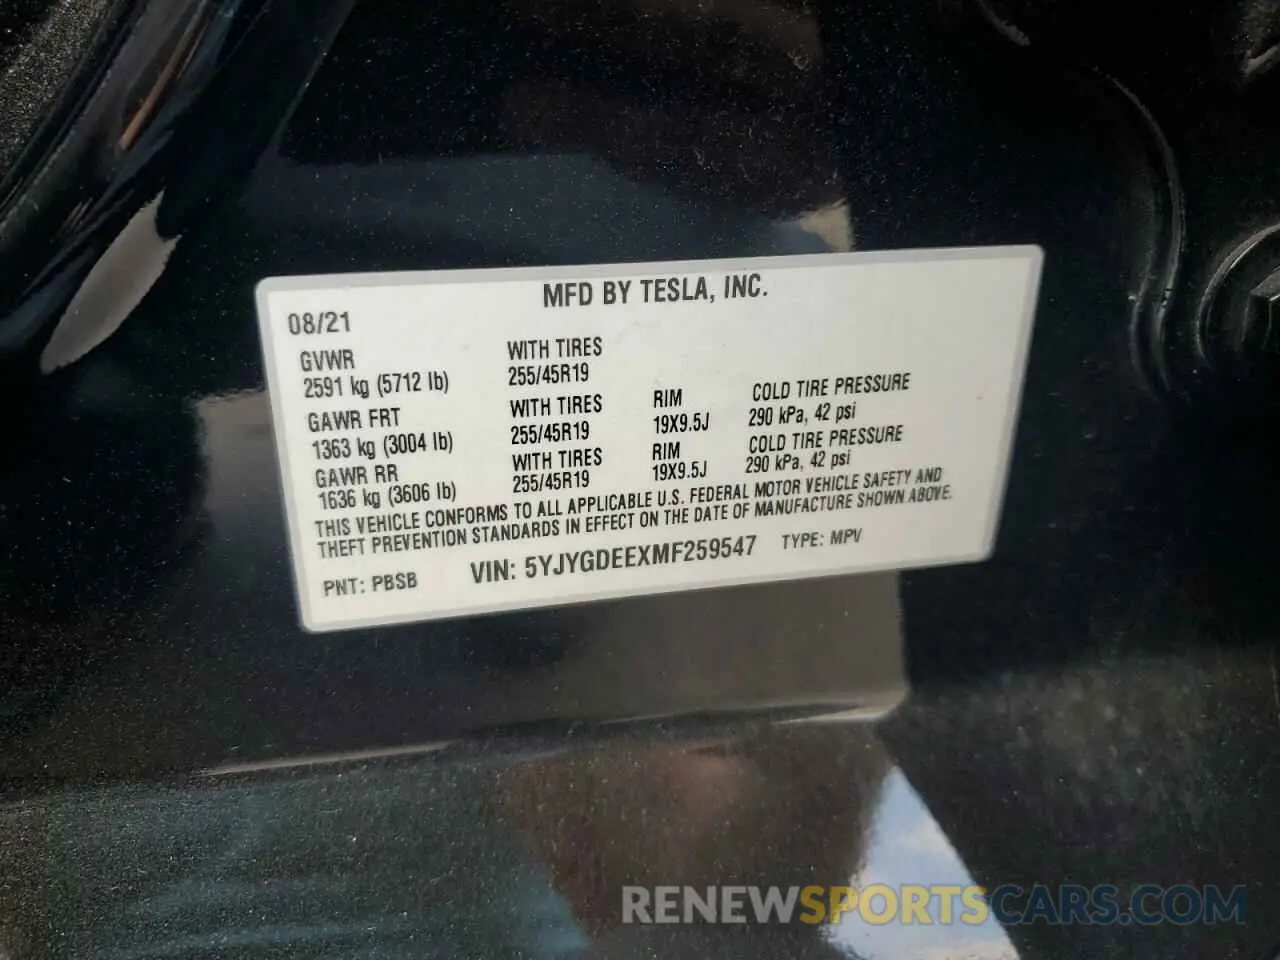 MFD BY TESLA, INC.
08/21
GVWR WITH TIRES
2591 kg (5712 lb) 255/45R19
GAWR FRT WITH TIRES RIM COLD TIRE PRESSURE
1363 kg (3004 lb) 255/45R19 19X9.5J 290 kPa, 42 psi
GAWR RR WITH TIRES RIM COLD TIRE PRESSURE
1636 kg (3606 lb) 255/45R19 19X9.5J 290 kPa, 42 psi
THIS VEHICLE CONFORMS TO ALL APPLICABLE U.S. FEDERAL MOTOR VEHICLE SAFETY AND
THEFT PREVENTION STANDARDS IN EFFECT ON THE DATE OF MANUFACTURE SHOWN ABOVE.
PNT: PBSB VIN: 5YJYGDEEXMF259547 TYPE: MPV
RENEWSPORTSCARS.COM